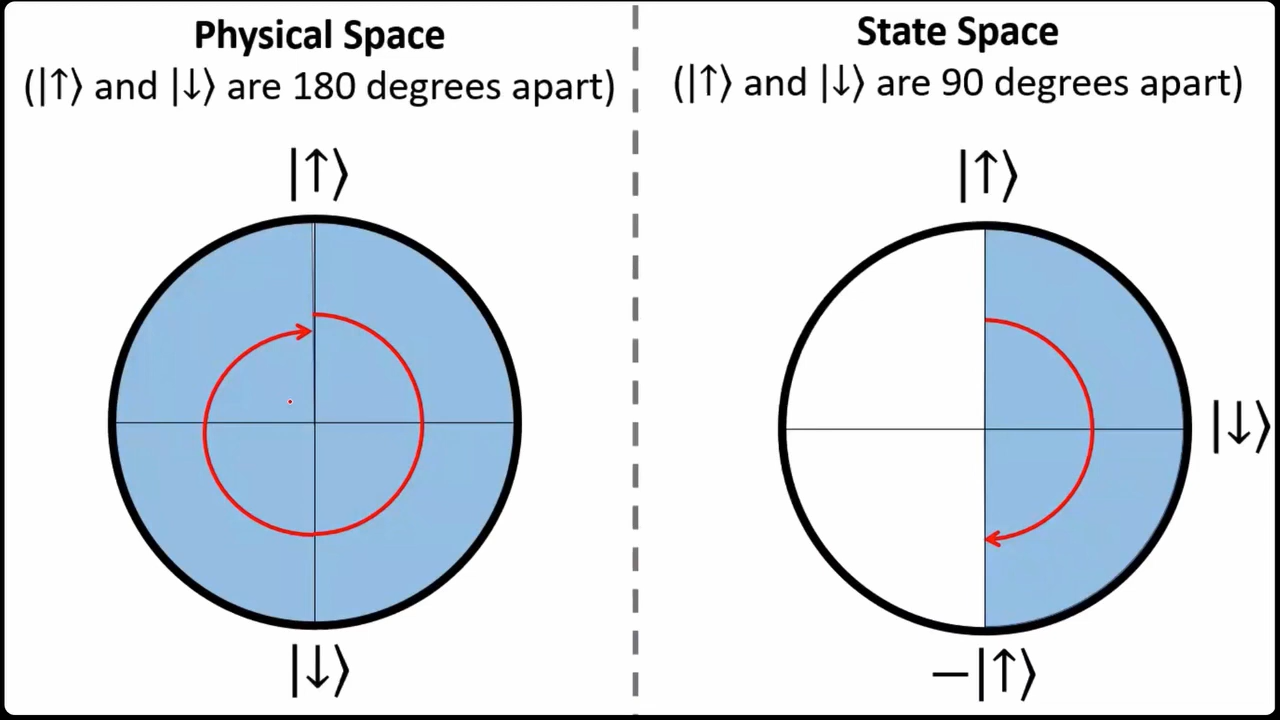 Physical Space
(|↑⟩ and |↓⟩ are 180 degrees apart)
|↑⟩
|↓⟩
State Space
(|↑⟩ and |↓⟩ are 90 degrees apart)
|↑⟩
|↓⟩
—|↑⟩